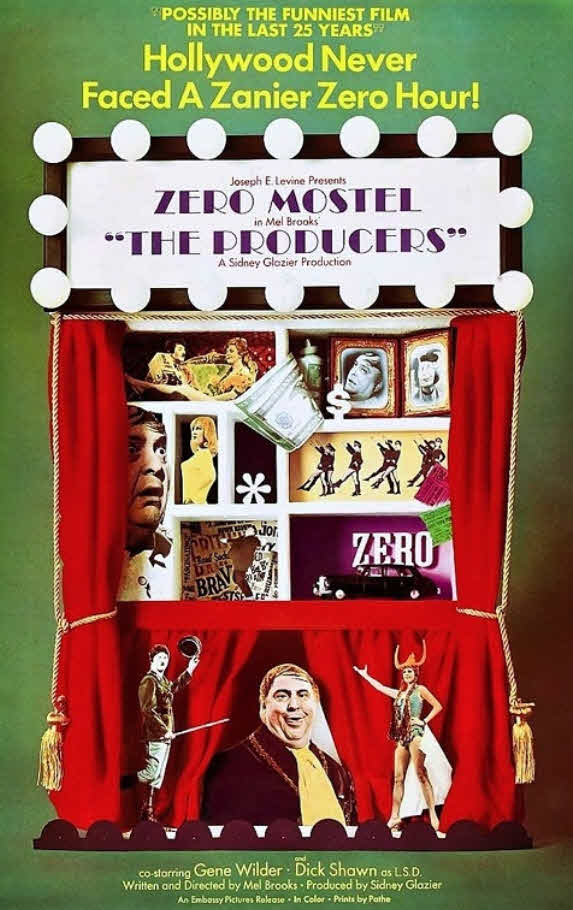 "POSSIBLY THE FUNNIEST FILM
IN THE LAST 25 YEARS"
Hollywood Never
Faced A Zanier Zero Hour!
Joseph E. Levine Presents
ZERO MOSTEL
in Mel Brooks'
"THE PRODUCERS"
A Sidney Glazier Production
$
*
BRAV
ZERO
and
co-starring Gene Wilder · Dick Shawn as L.S.D.
Written and Directed by Mel Brooks · Produced by Sidney Glazier
An Embassy Pictures Release · In Color · Prints by Pathe